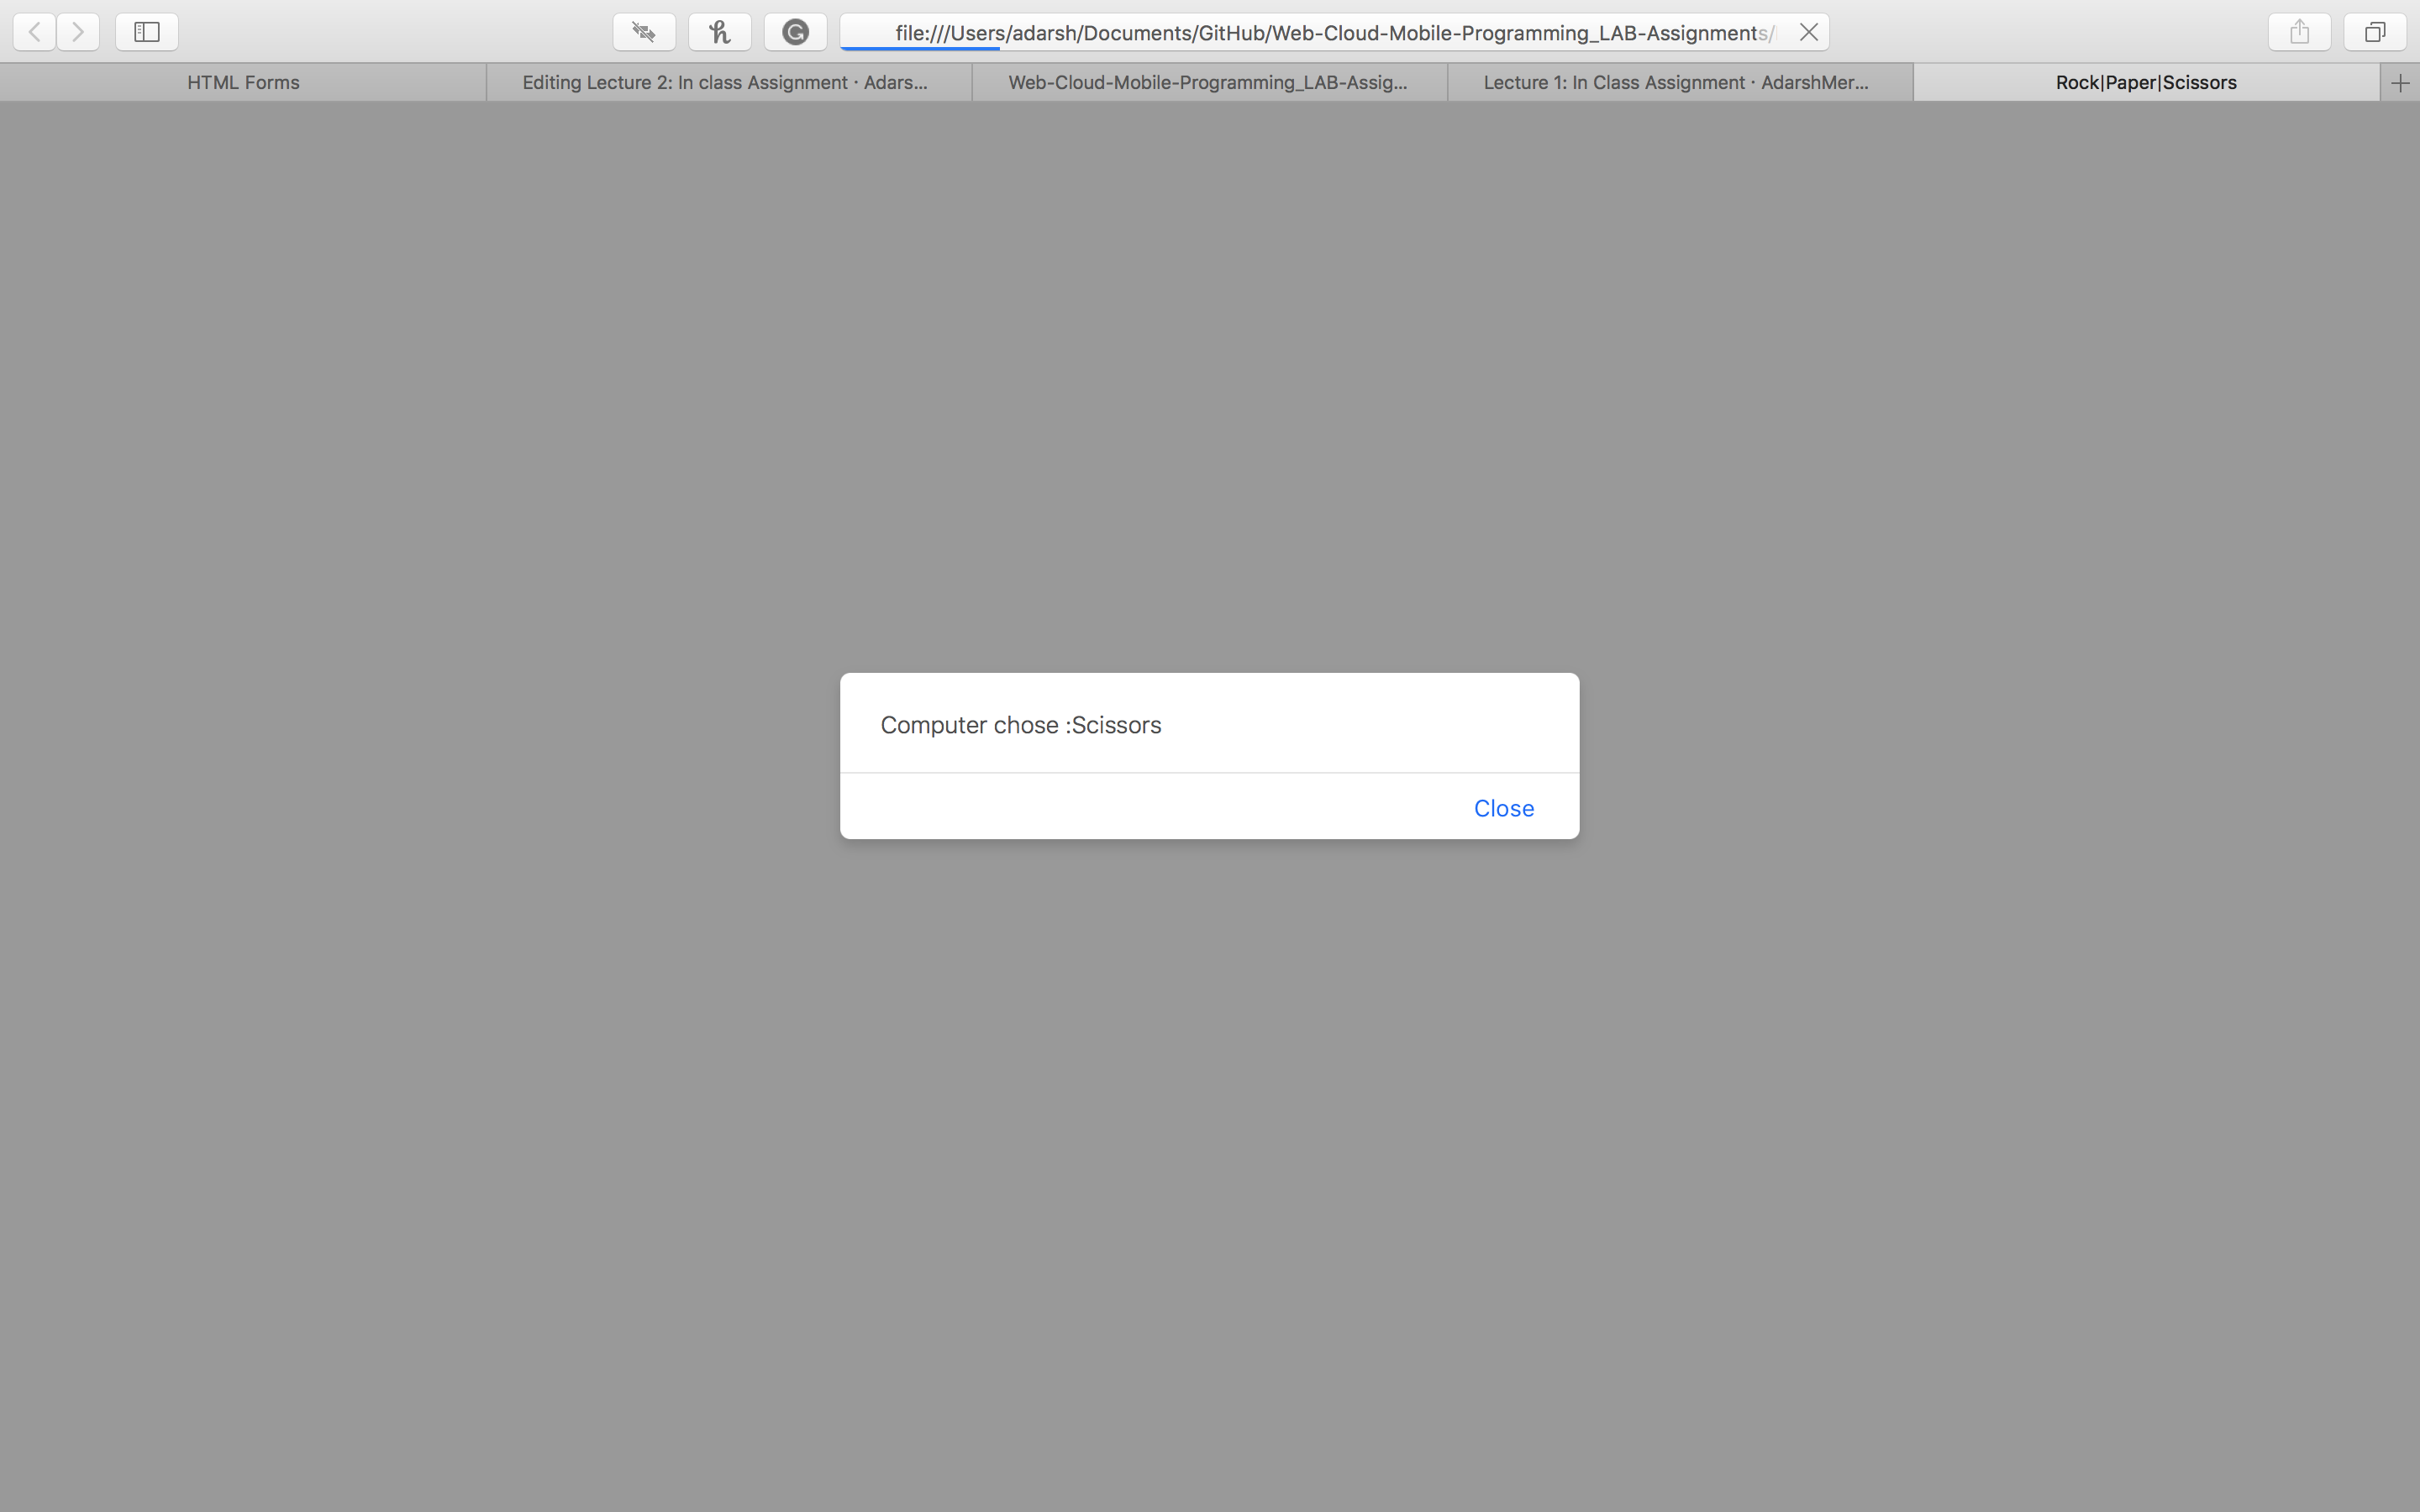 file:///Users/adarsh/Documents/GitHub/Web-Cloud-Mobile-Programming_LAB-Assignments/
HTML Forms
Editing Lecture 2: In class Assignment · Adars...
Web-Cloud-Mobile-Programming_LAB-Assig...
Lecture 1: In Class Assignment · AdarshMer...
Rock|Paper|Scissors
Computer chose :Scissors
Close